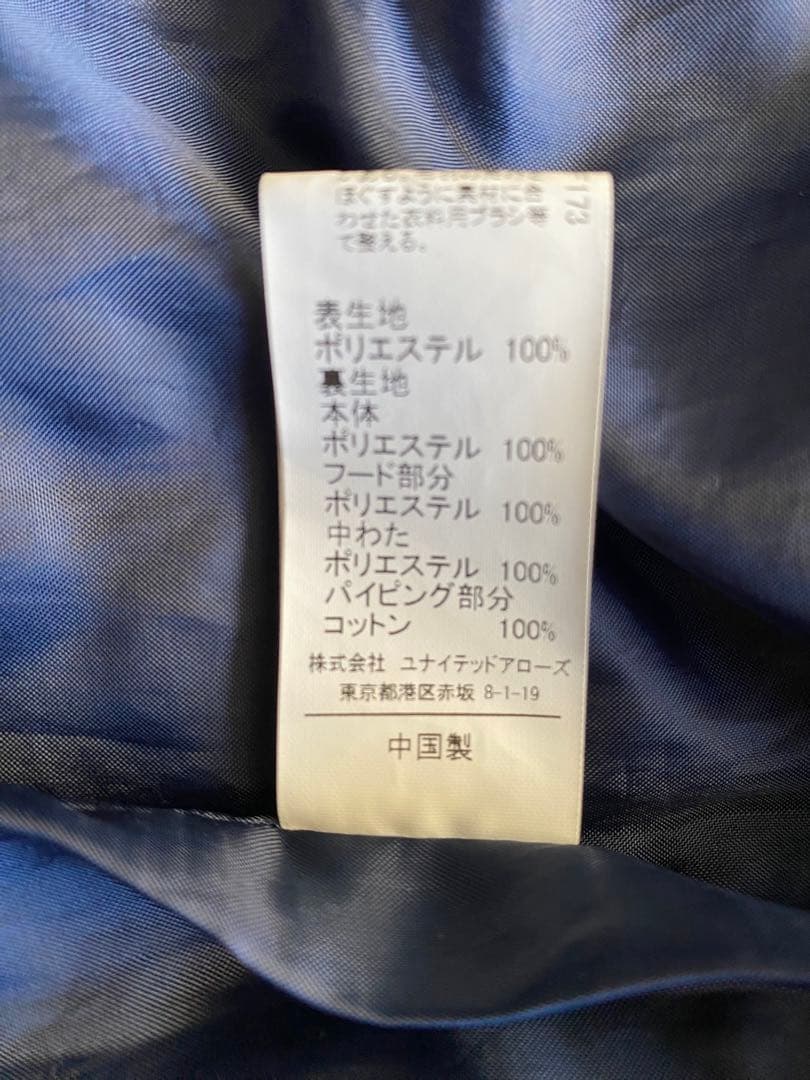 ほぐすように裏付に合
わせた衣料用ブラシ等
で整える。
173
表生地
ポリエステル 100%
裏生地
本体
ポリエステル 100%
フード部分
ポリエステル 100%
中わた
ポリエステル 100%
パイピング部分
コットン 100%
株式会社 ユナイテッドアローズ
東京都港区赤坂 8-1-19
中国製